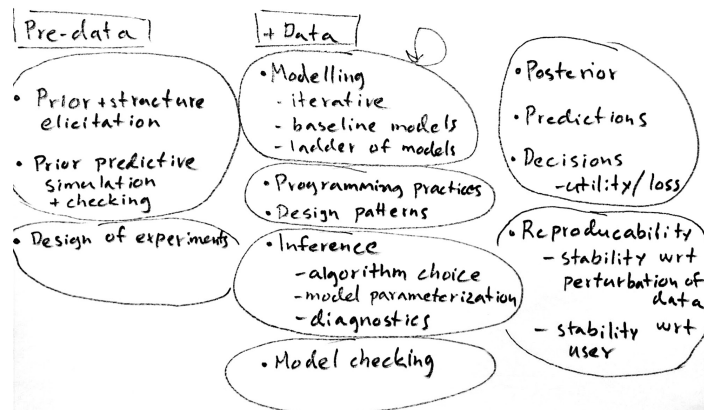 Pre-data
• Prior + structure
elicitation
• Prior predictive
simulation
+ checking
• Design of experiments
+ Data
• Modelling
- iterative
- baseline models
- ladder of models
• Programming practices
• Design patterns
• Inference
- algorithm choice
- model parameterization
- diagnostics
• Model checking
• Posterior
• Predictions
• Decisions
- utility/loss
• Reproducability
- stability wrt
perturbation of
data
- stability wrt
user